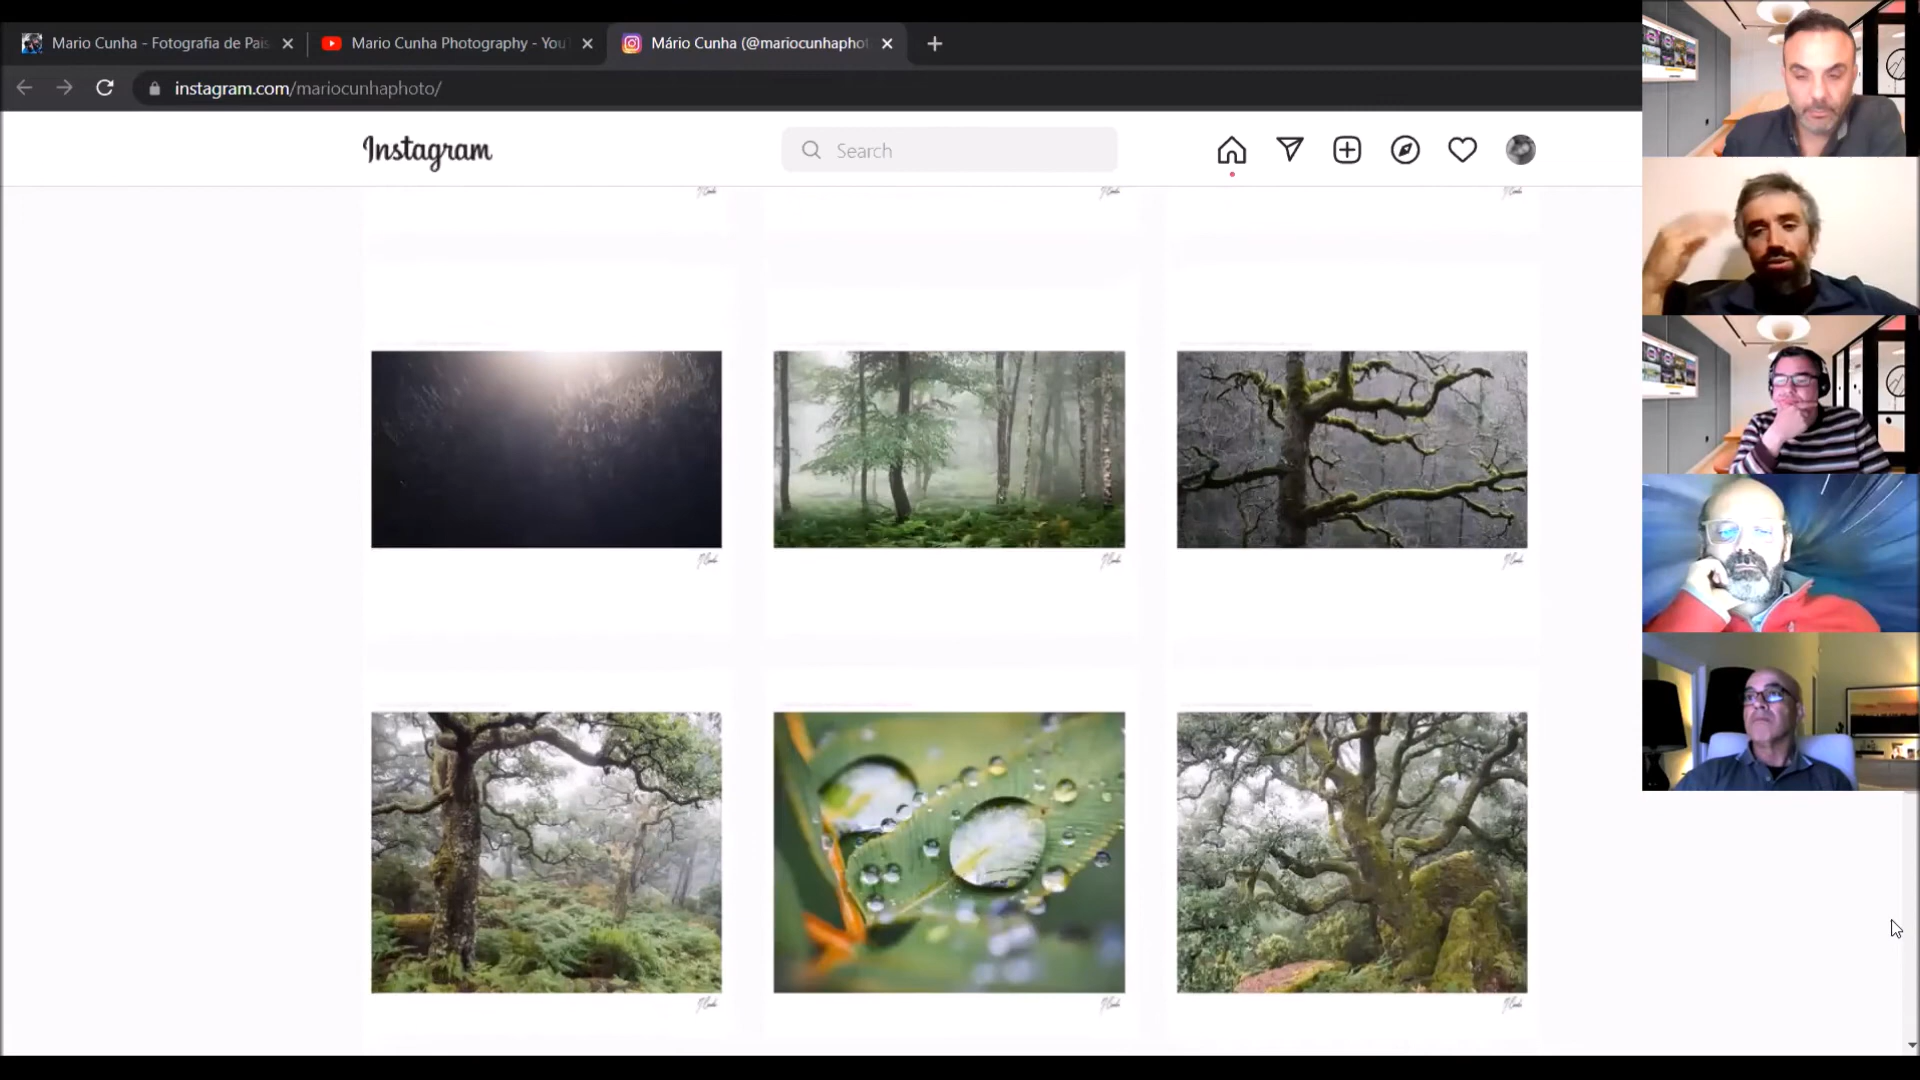 Mario Cunha - Fotografia de Pais
Mario Cunha Photography - You
Mário Cunha (@mariocunhaphot
instagram.com/mariocunhaphoto/
Instagram
Search